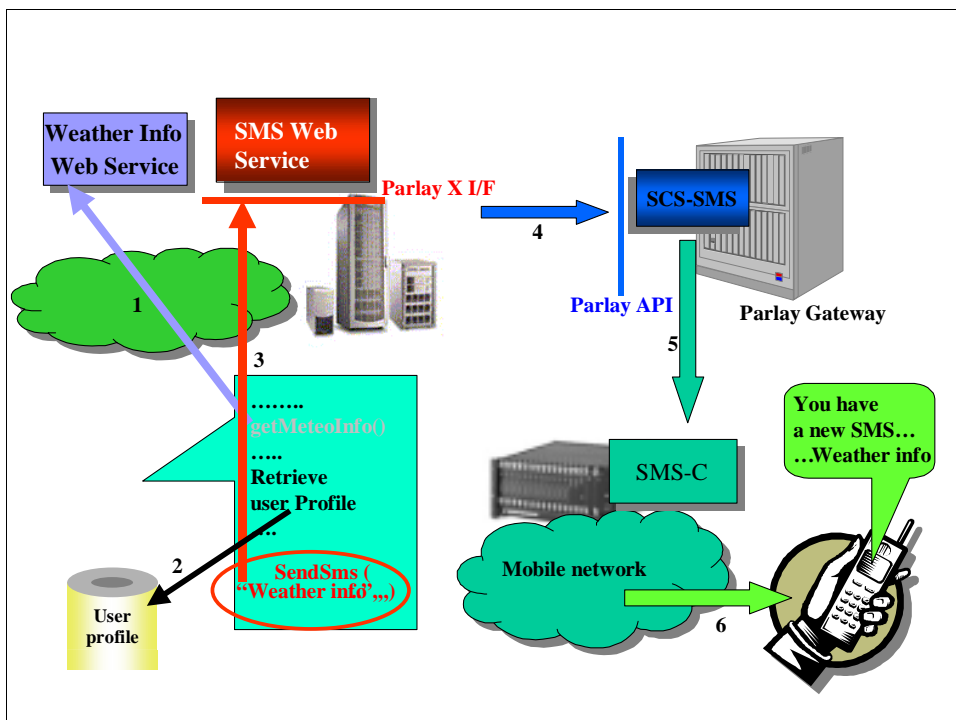 Weather Info
Web Service
SMS Web
Service
Parlay X I/F
4
SCS-SMS
Parlay API
Parlay Gateway
1
3
5
……..
getMeteoInfo()
…..
Retrieve
user Profile
….
SendSms (
“Weather info”,,,)
2
User
profile
SMS-C
Mobile network
6
You have
a new SMS…
…Weather info